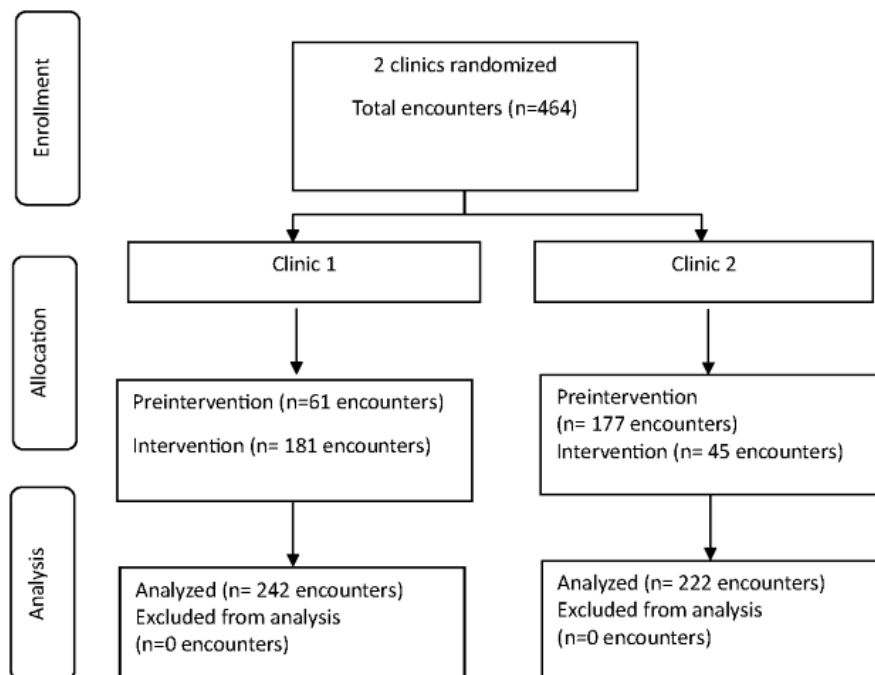 Enrollment
2 clinics randomized
Total encounters (n=464)
Allocation
Clinic 1
Clinic 2
Preintervention (n=61 encounters)
Intervention (n= 181 encounters)
Preintervention
(n= 177 encounters)
Intervention (n= 45 encounters)
Analysis
Analyzed (n= 242 encounters)
Excluded from analysis
(n=0 encounters)
Analyzed (n= 222 encounters)
Excluded from analysis
(n=0 encounters)